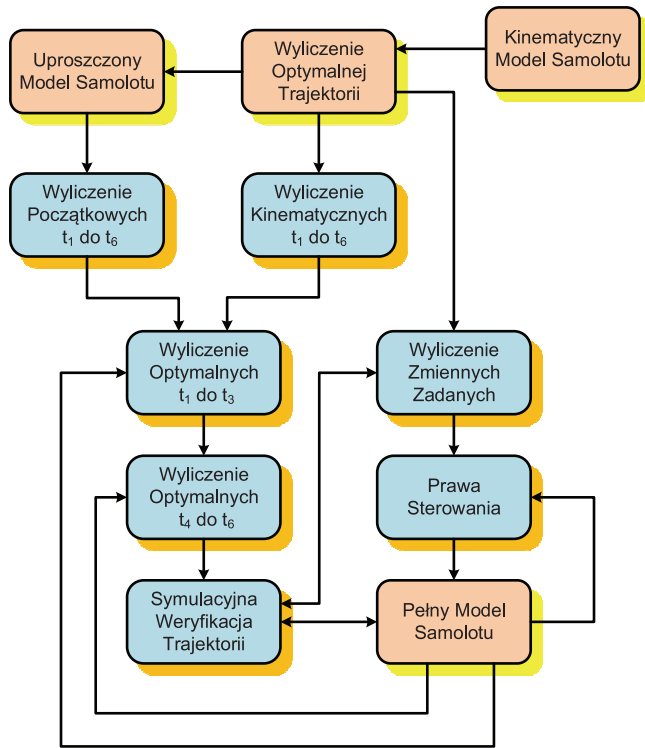 Uproszczony
Model Samolotu
Wyliczenie
Optymalnej
Trajektorii
Kinematyczny
Model Samolotu
Wyliczenie
Początkowych
t₁ do t₆
Wyliczenie
Kinematycznych
t₁ do t₆
Wyliczenie
Optymalnych
t₁ do t₃
Wyliczenie
Zmiennych
Zadanych
Wyliczenie
Optymalnych
t₄ do t₆
Prawa
Sterowania
Symulacyjna
Weryfikacja
Trajektorii
Pełny Model
Samolotu